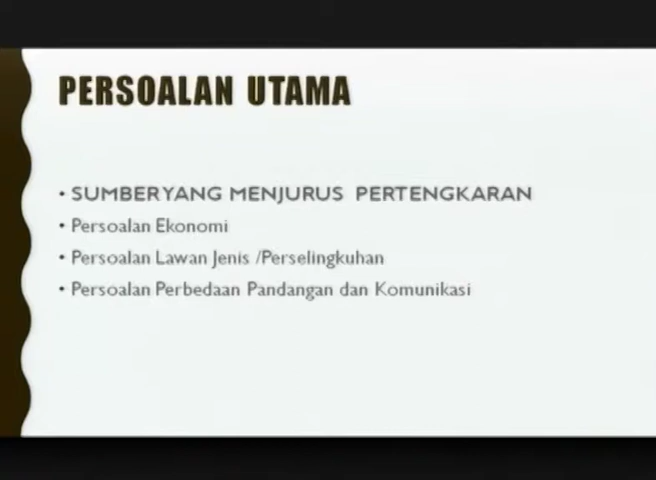 PERSOALAN UTAMA
• SUMBERYANG MENJURUS PERTENGKARAN
• Persoalan Ekonomi
• Persoalan Lawan Jenis /Perselingkuhan
• Persoalan Perbedaan Pandangan dan Komunikasi